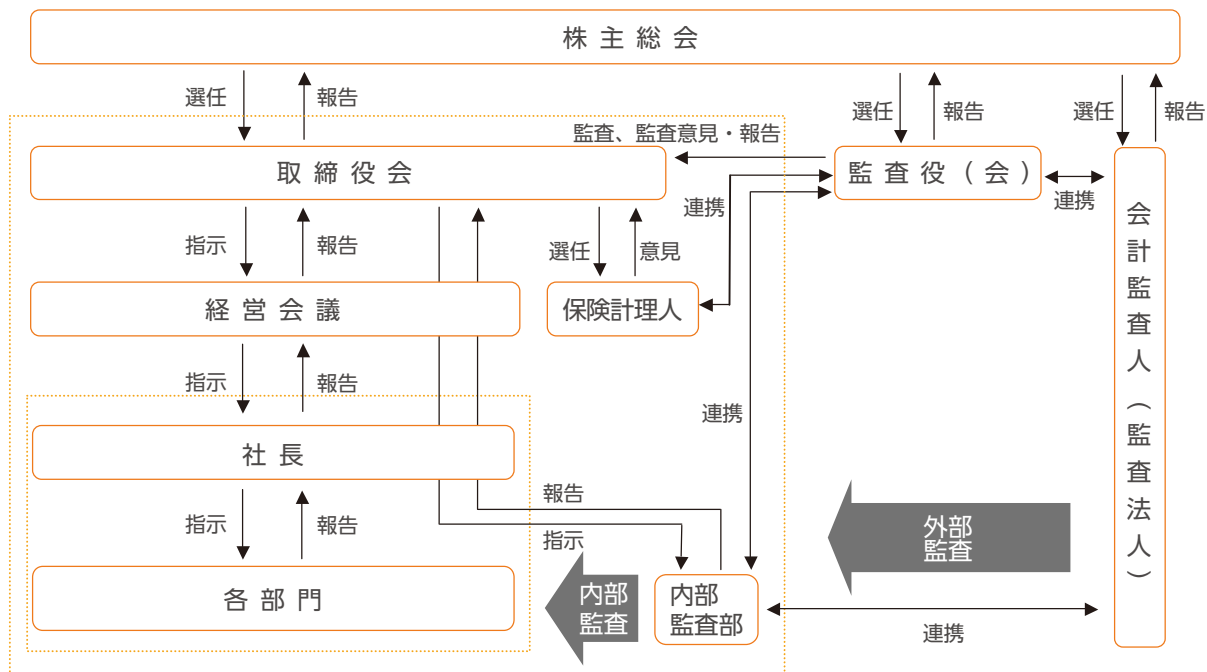 株主総会
選任
報告
選任
報告
選任
報告
監査、監査意見・報告
取締役会
監査役(会)
連携
会計監査人(監査法人)
指示
報告
選任
意見
連携
経営会議
保険計理人
指示
報告
連携
社長
報告
指示
指示
報告
外部
監査
各部門
内部
監査
内部
監査部
連携